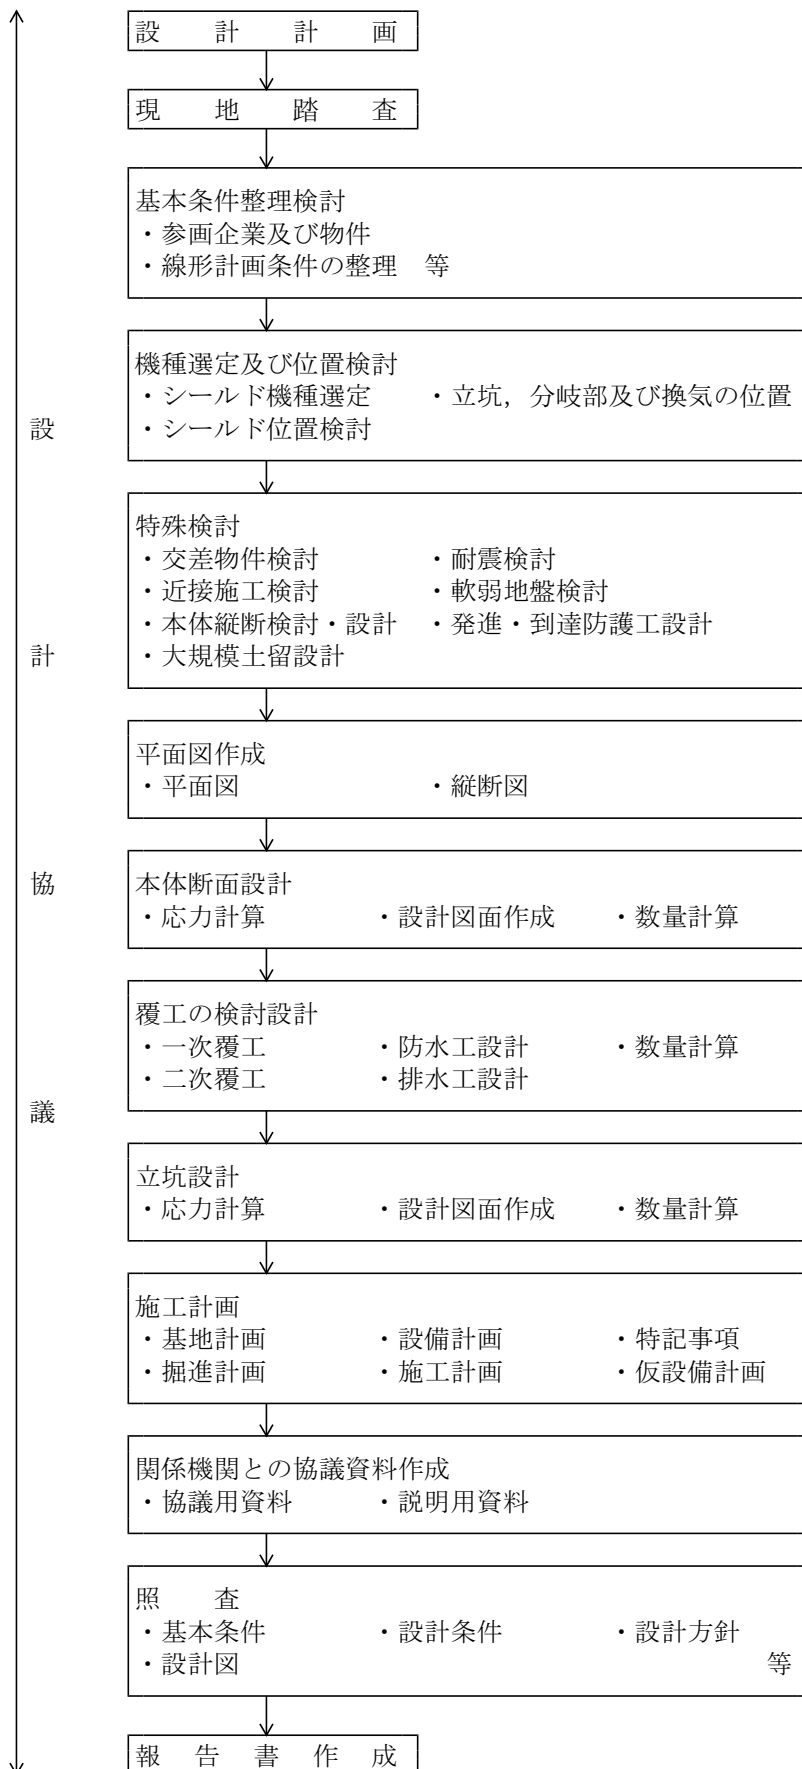 設計計画
現地踏査
基本条件整理検討
・参画企業及び物件
・線形計画条件の整理　等
機種選定及び位置検討
・シールド機種選定　・立坑，分岐部及び換気の位置
・シールド位置検討
特殊検討
・交差物件検討　・耐震検討
・近接施工検討　・軟弱地盤検討
・本体縦断検討・設計　・発進・到達防護工設計
・大規模土留設計
平面図作成
・平面図　・縦断図
本体断面設計
・応力計算　・設計図面作成　・数量計算
覆工の検討設計
・一次覆工　・防水工設計　・数量計算
・二次覆工　・排水工設計
立坑設計
・応力計算　・設計図面作成　・数量計算
施工計画
・基地計画　・設備計画　・特記事項
・掘進計画　・施工計画　・仮設備計画
関係機関との協議資料作成
・協議用資料　・説明用資料
照査
・基本条件　・設計条件　・設計方針
・設計図　等
報告書作成
設計協議